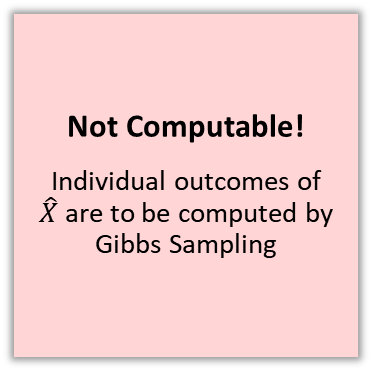 Not Computable!
Individual outcomes of
X̂ are to be computed by
Gibbs Sampling